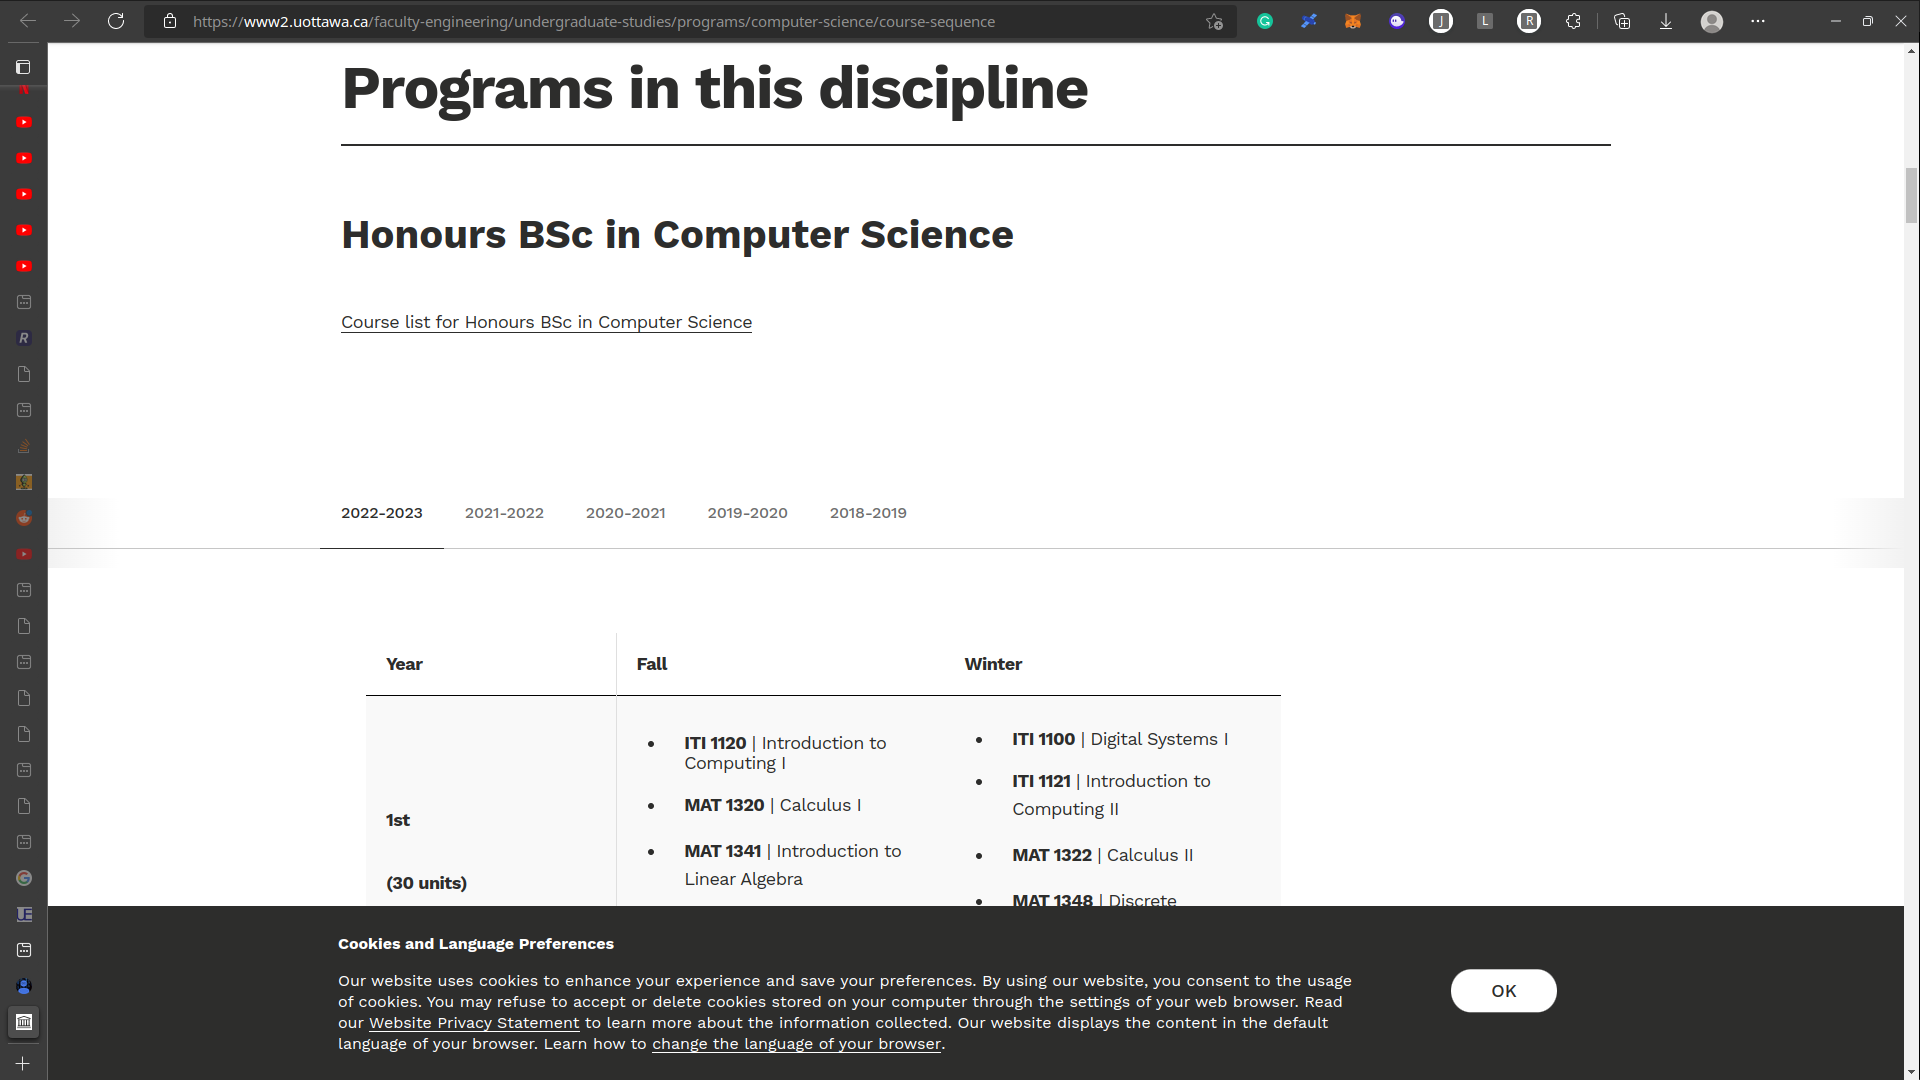 https://www2.uottawa.ca/faculty-engineering/undergraduate-studies/programs/computer-science/course-sequence
Programs in this discipline
Honours BSc in Computer Science
Course list for Honours BSc in Computer Science
2022-2023 2021-2022 2020-2021 2019-2020 2018-2019
Year Fall Winter
ITI 1120 | Introduction to
Computing I
MAT 1320 | Calculus I
MAT 1341 | Introduction to
Linear Algebra
ITI 1100 | Digital Systems I
ITI 1121 | Introduction to
Computing II
MAT 1322 | Calculus II
MAT 1348 | Discrete
1st
(30 units)
Cookies and Language Preferences
Our website uses cookies to enhance your experience and save your preferences. By using our website, you consent to the usage
of cookies. You may refuse to accept or delete cookies stored on your computer through the settings of your web browser. Read
our Website Privacy Statement to learn more about the information collected. Our website displays the content in the default
language of your browser. Learn how to change the language of your browser.
OK